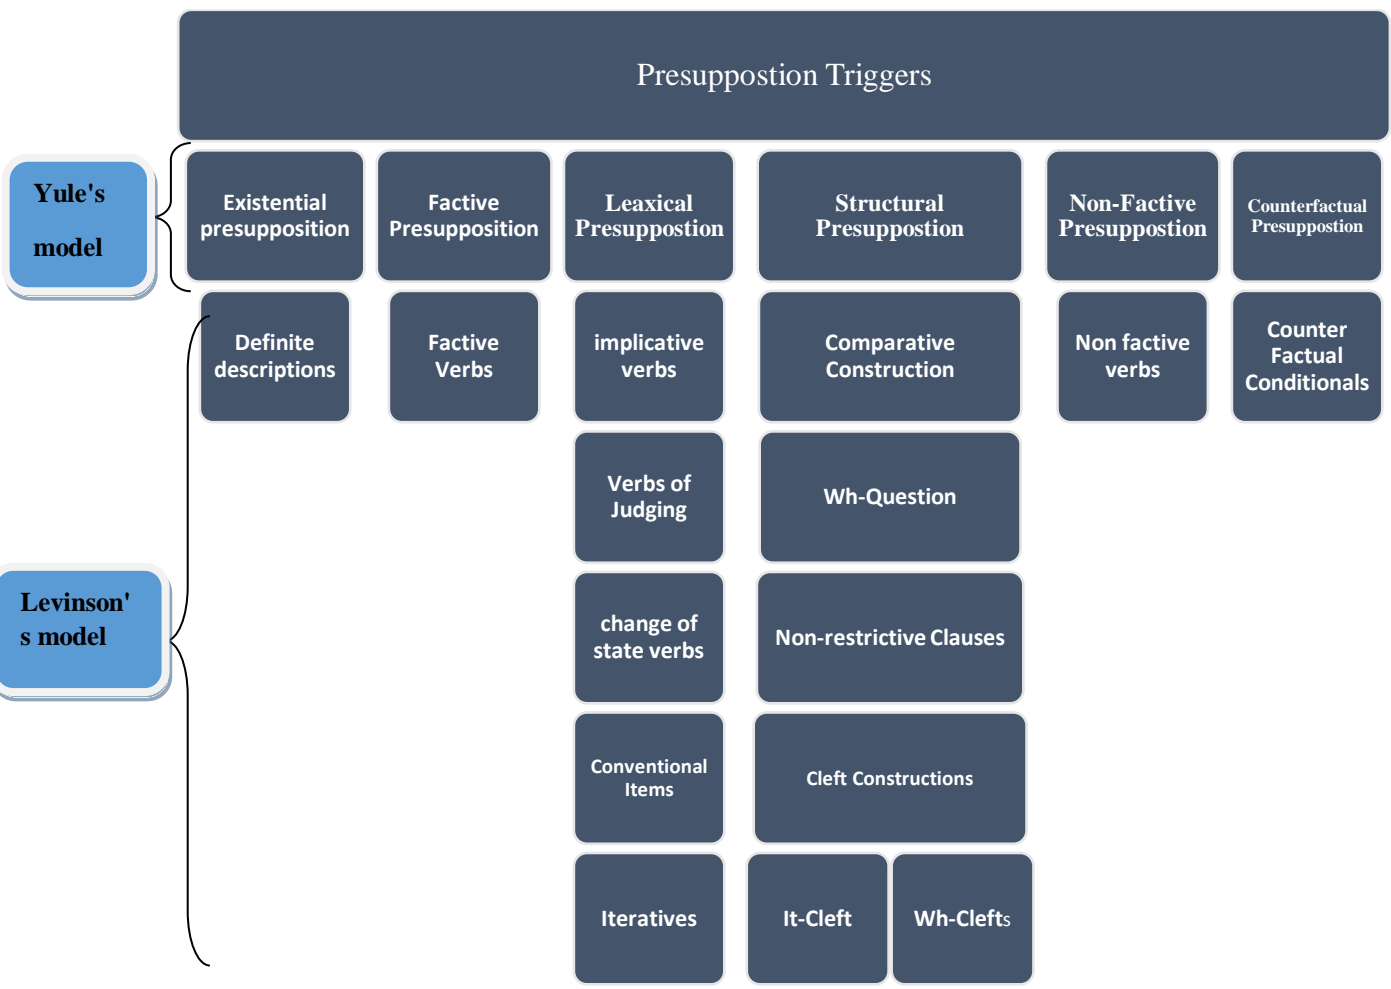 Presuppostion Triggers
Yule's
model
Existential
presupposition
Factive
Presupposition
Leaxical
Presuppostion
Structural
Presuppostion
Non-Factive
Presuppostion
Counterfactual
Presuppostion
Definite
descriptions
Factive
Verbs
implicative
verbs
Comparative
Construction
Non factive
verbs
Counter
Factual
Conditionals
Verbs of
Judging
Wh-Question
Levinson'
s model
change of
state verbs
Non-restrictive Clauses
Conventional
Items
Cleft Constructions
Iteratives
It-Cleft
Wh-Clefts